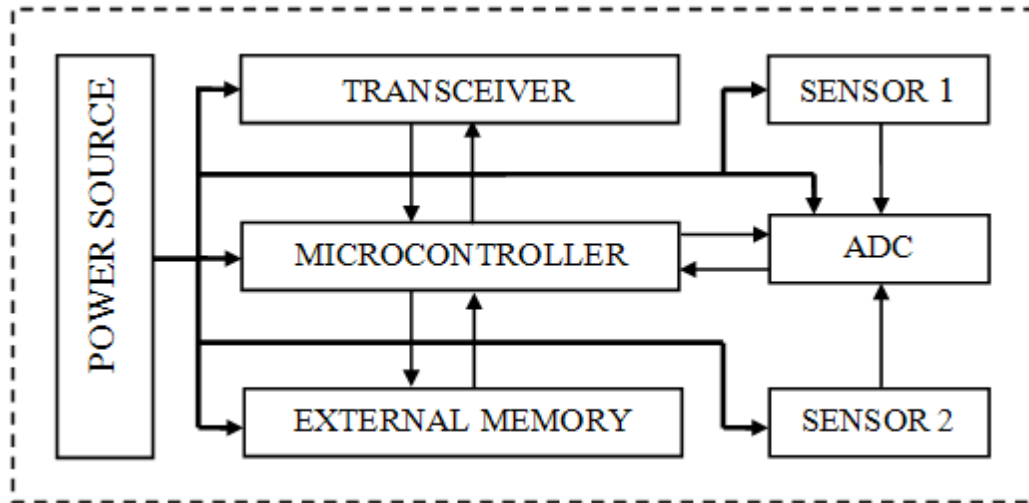 POWER SOURCE
TRANSCEIVER
SENSOR 1
MICROCONTROLLER
ADC
EXTERNAL MEMORY
SENSOR 2